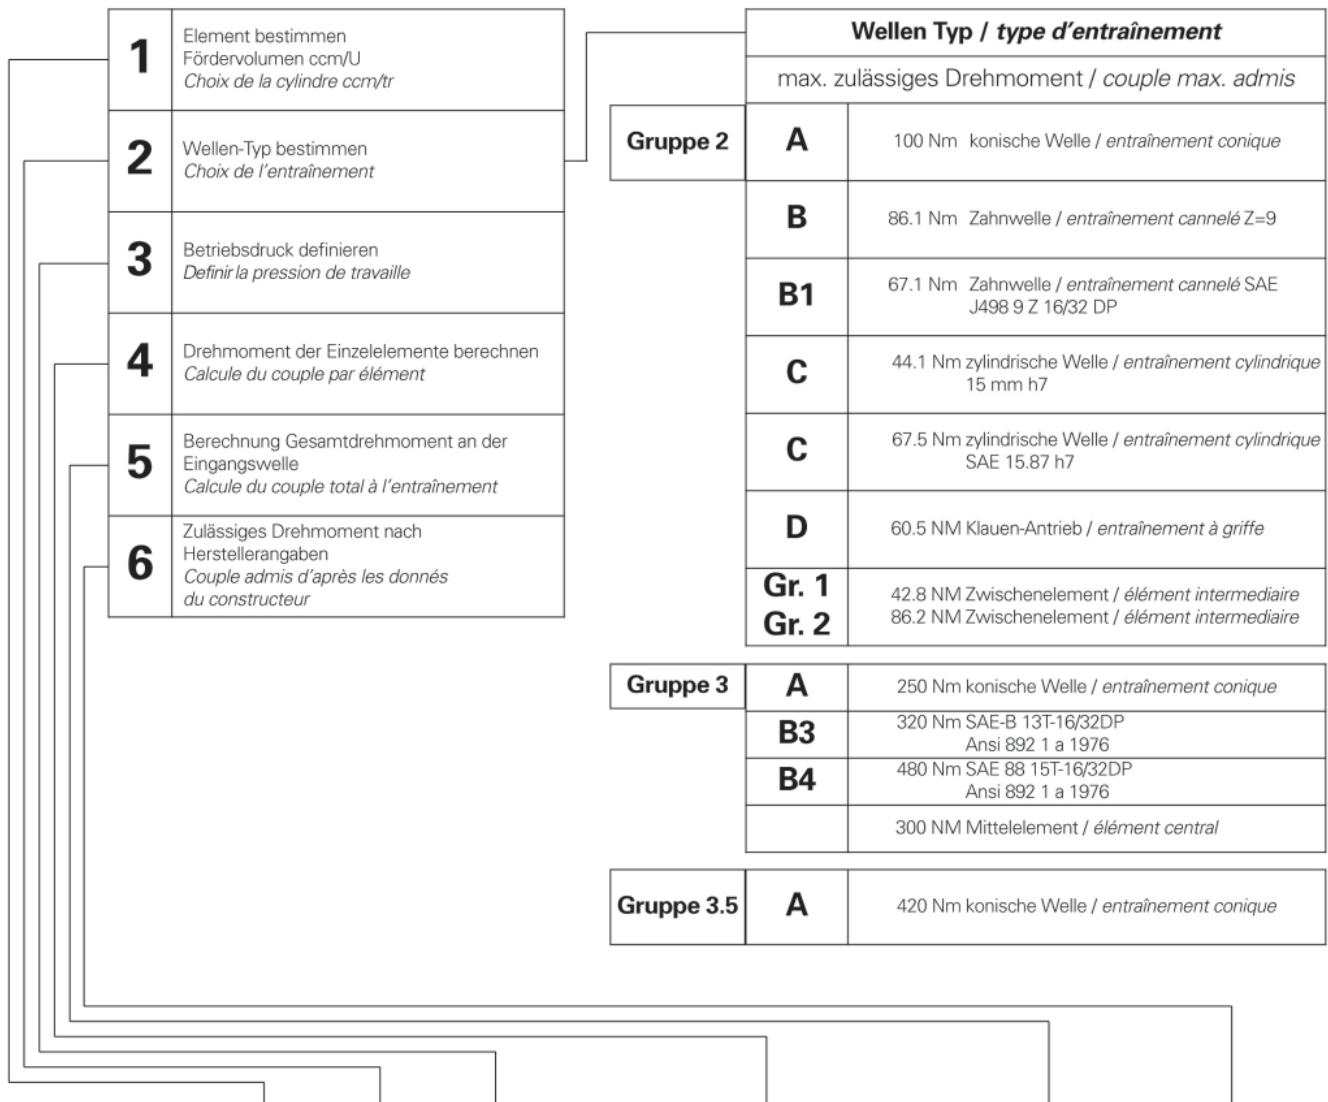 1
Element bestimmen
Fördervolumen ccm/U
Choix de la cylindre ccm/tr
2
Wellen-Typ bestimmen
Choix de l'entraînement
3
Betriebsdruck definieren
Definir la pression de travaille
4
Drehmoment der Einzelelemente berechnen
Calcule du couple par élément
5
Berechnung Gesamtdrehmoment an der
Eingangswelle
Calcule du couple total à l'entraînement
6
Zulässiges Drehmoment nach
Herstellerangaben
Couple admis d'après les donnés
du constructeur
Wellen Typ / type d'entraînement
max. zulässiges Drehmoment / couple max. admis
Gruppe 2
A
100 Nm konische Welle / entraînement conique
B
86.1 Nm Zahnwelle / entraînement cannelé Z=9
B1
67.1 Nm Zahnwelle / entraînement cannelé SAE
J498 9 Z 16/32 DP
C
44.1 Nm zylindrische Welle / entraînement cylindrique
15 mm h7
C
67.5 Nm zylindrische Welle / entraînement cylindrique
SAE 15.87 h7
D
60.5 NM Klauen-Antrieb / entraînement à griffe
Gr. 1
42.8 NM Zwischenelement / élément intermediaire
Gr. 2
86.2 NM Zwischenelement / élément intermediaire
Gruppe 3
A
250 Nm konische Welle / entraînement conique
B3
320 Nm SAE-B 13T-16/32DP
Ansi 892 1 a 1976
B4
480 Nm SAE 88 15T-16/32DP
Ansi 892 1 a 1976
300 NM Mittelelement / élément central
Gruppe 3.5
A
420 Nm konische Welle / entraînement conique